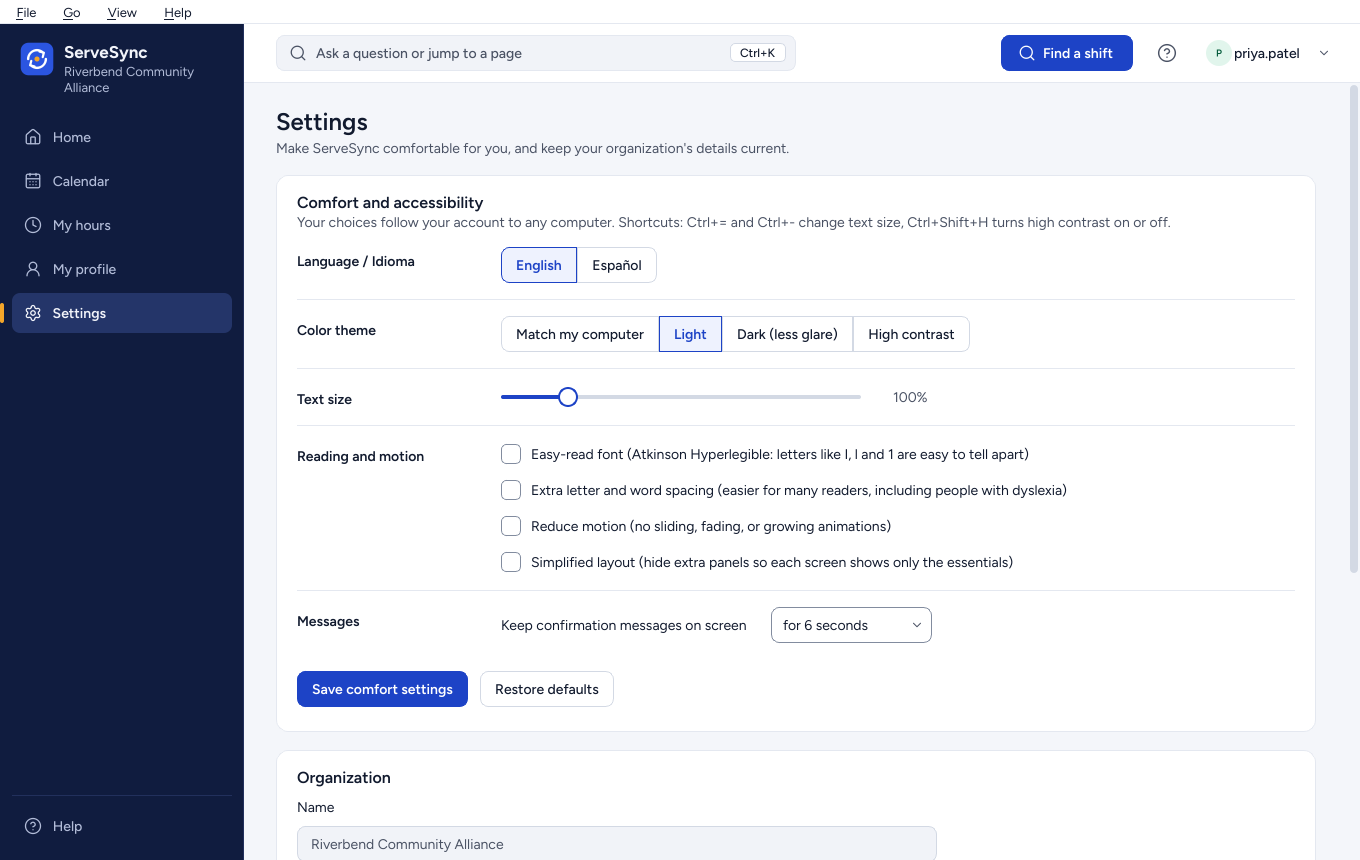 File Go View Help
ServeSync
Riverbend Community
Alliance
Ask a question or jump to a page Ctrl+K
Find a shift
P priya.patel
Home
Calendar
My hours
My profile
Settings
Help
Settings
Make ServeSync comfortable for you, and keep your organization's details current.
Comfort and accessibility
Your choices follow your account to any computer. Shortcuts: Ctrl+= and Ctrl+- change text size, Ctrl+Shift+H turns high contrast on or off.
Language / Idioma English Español
Color theme Match my computer Light Dark (less glare) High contrast
Text size 100%
Reading and motion Easy-read font (Atkinson Hyperlegible: letters like I, l and 1 are easy to tell apart)
Extra letter and word spacing (easier for many readers, including people with dyslexia)
Reduce motion (no sliding, fading, or growing animations)
Simplified layout (hide extra panels so each screen shows only the essentials)
Messages Keep confirmation messages on screen for 6 seconds
Save comfort settings Restore defaults
Organization
Name
Riverbend Community Alliance